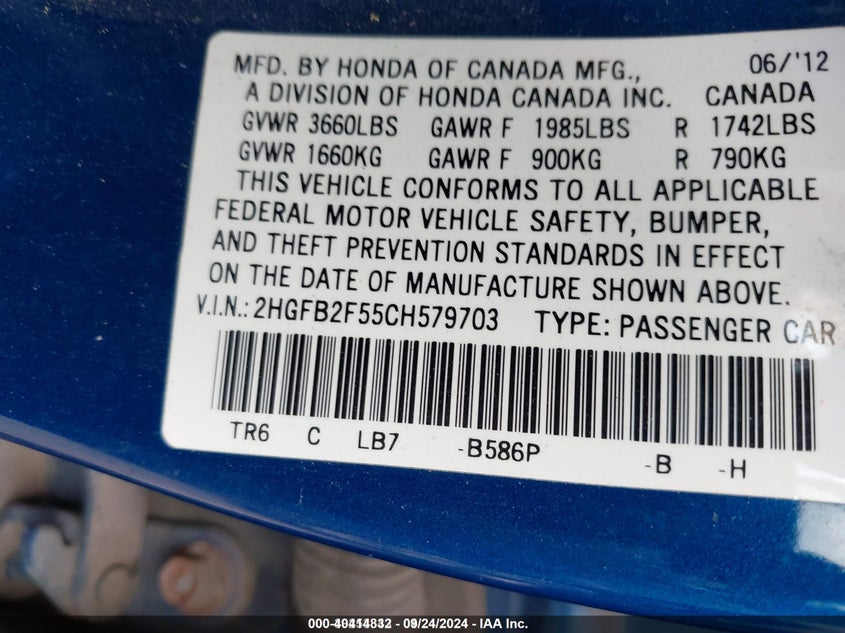 MFD. BY HONDA OF CANADA MFG., 06/'12
A DIVISION OF HONDA CANADA INC. CANADA
GVWR 3660LBS GAWR F 1985LBS R 1742LBS
GVWR 1660KG GAWR F 900KG R 790KG
THIS VEHICLE CONFORMS TO ALL APPLICABLE
FEDERAL MOTOR VEHICLE SAFETY, BUMPER,
AND THEFT PREVENTION STANDARDS IN EFFECT
ON THE DATE OF MANUFACTURE SHOWN ABOVE.
V.I.N.: 2HGFB2F55CH579703 TYPE: PASSENGER CAR
TR6 C LB7 -B586P -B -H
09/24/2024 - IAA Inc.